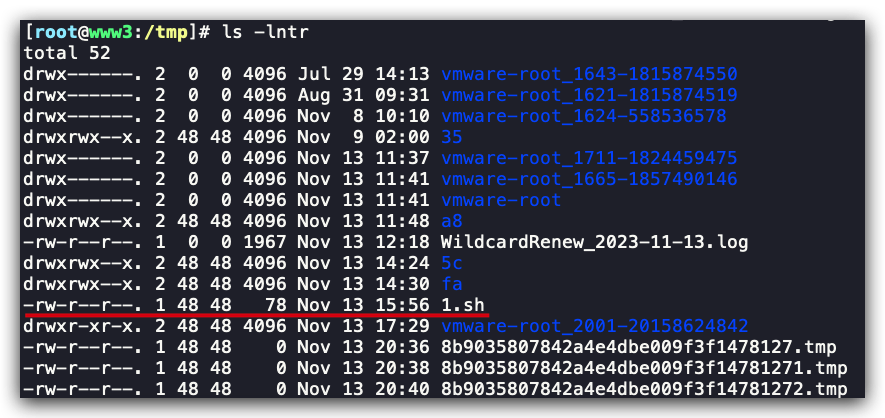 [root@www3:/tmp]# ls -lntr
total 52
drwx------. 2  0  0 4096 Jul 29 14:13 vmware-root_1643-1815874550
drwx------. 2  0  0 4096 Aug 31 09:31 vmware-root_1621-1815874519
drwx------. 2  0  0 4096 Nov  8 10:10 vmware-root_1624-558536578
drwxrwx--x. 2 48 48 4096 Nov  9 02:00 35
drwx------. 2  0  0 4096 Nov 13 11:37 vmware-root_1711-1824459475
drwx------. 2  0  0 4096 Nov 13 11:41 vmware-root_1665-1857490146
drwx------. 2  0  0 4096 Nov 13 11:41 vmware-root
drwxrwx--x. 2 48 48 4096 Nov 13 11:48 a8
-rw-r--r--. 1  0  0 1967 Nov 13 12:18 WildcardRenew_2023-11-13.log
drwxrwx--x. 2 48 48 4096 Nov 13 14:24 5c
drwxrwx--x. 2 48 48 4096 Nov 13 14:30 fa
-rw-r--r--. 1 48 48   78 Nov 13 15:56 1.sh
drwxr-xr-x. 2 48 48 4096 Nov 13 17:29 vmware-root_2001-20158624842
-rw-r--r--. 1 48 48    0 Nov 13 20:36 8b9035807842a4e4dbe009f3f1478127.tmp
-rw-r--r--. 1 48 48    0 Nov 13 20:38 8b9035807842a4e4dbe009f3f14781271.tmp
-rw-r--r--. 1 48 48    0 Nov 13 20:40 8b9035807842a4e4dbe009f3f14781272.tmp